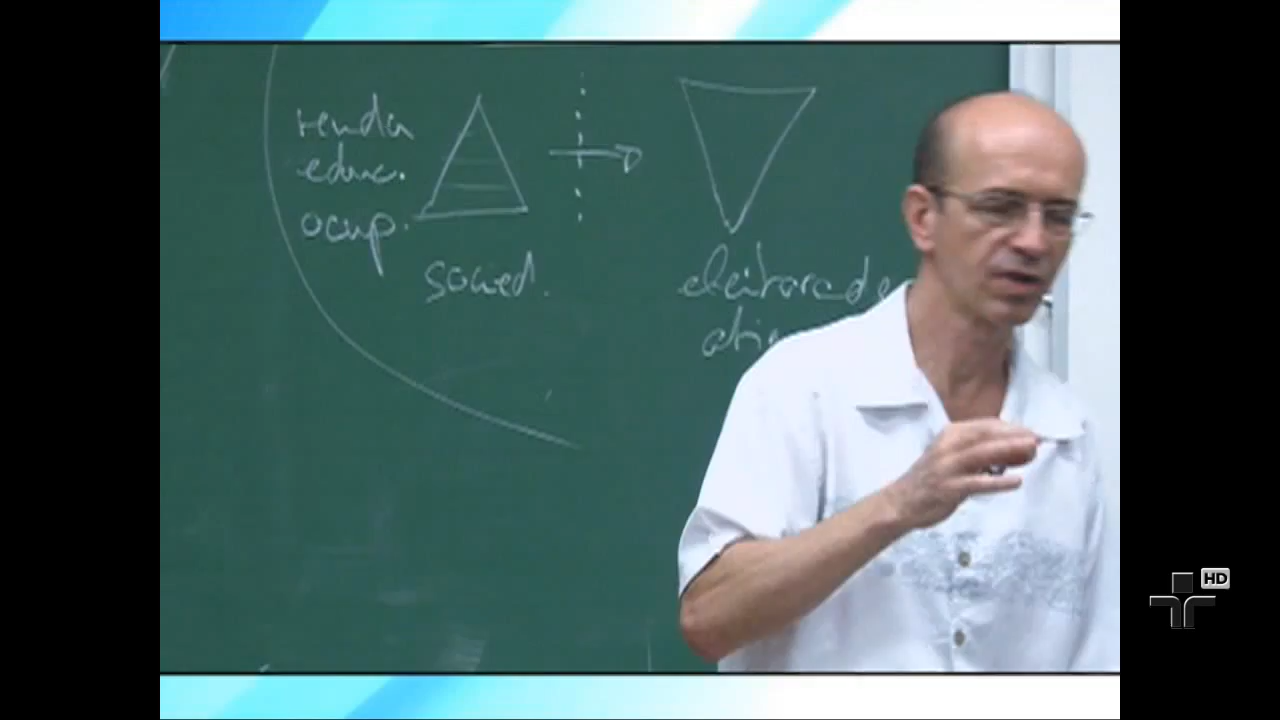 renda
educ.
ocup.
socied.
eleitorado
HD